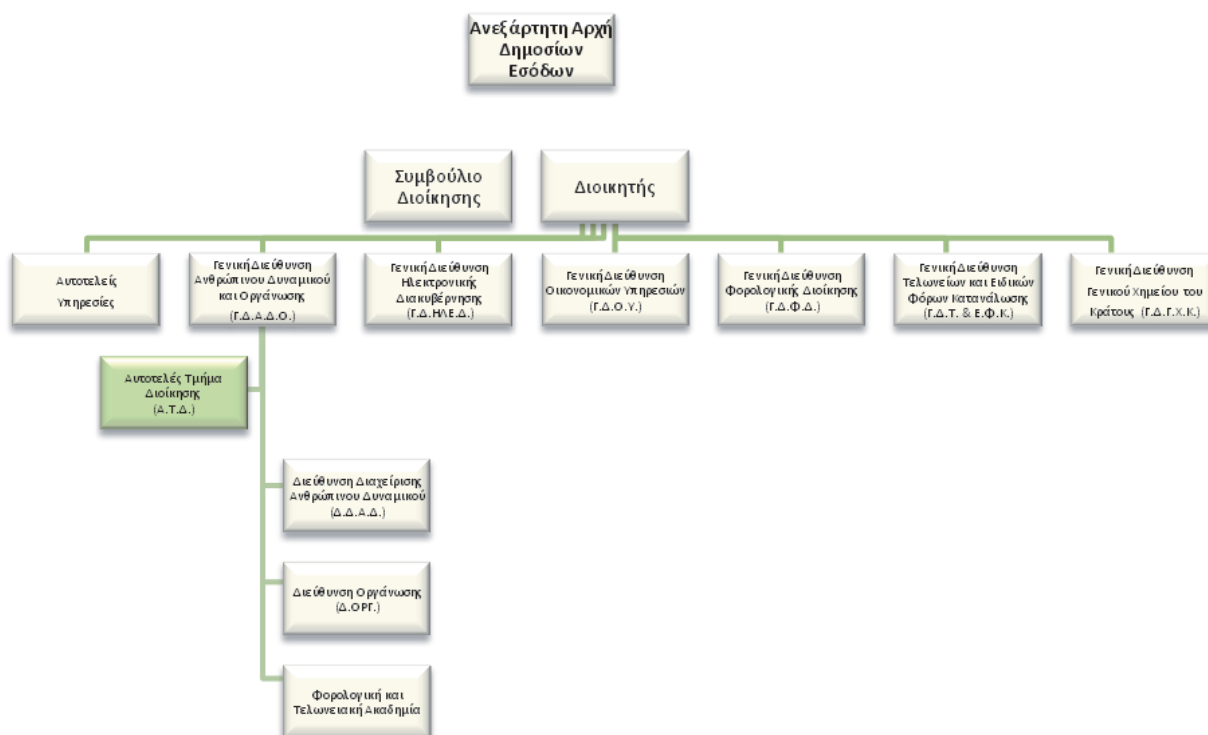 Ανεξάρτητη Αρχή
Δημοσίων
Εσόδων
Συμβούλιο
Διοίκησης
Διοικητής
Αυτοτελείς
Υπηρεσίες
Γενική Διεύθυνση
Ανθρώπινου Δυναμικού
και Οργάνωσης
(Γ.Δ.Α.Δ.Ο.)
Γενική Διεύθυνση
Ηλεκτρονικής
Διακυβέρνησης
(Γ.Δ.ΗΛΕ.Δ.)
Γενική Διεύθυνση
Οικονομικών Υπηρεσιών
(Γ.Δ.Ο.Υ.)
Γενική Διεύθυνση
Φορολογικής Διοίκησης
(Γ.Δ.Φ.Δ.)
Γενική Διεύθυνση
Τελωνείων και Ειδικών
Φόρων Κατανάλωσης
(Γ.Δ.Τ. & Ε.Φ.Κ.)
Γενική Διεύθυνση
Γενικού Χημείου του
Κράτους (Γ.Δ.Γ.Χ.Κ.)
Αυτοτελές Τμήμα
Διοίκησης
(Α.Τ.Δ.)
Διεύθυνση Διαχείρισης
Ανθρώπινου Δυναμικού
(Δ.Δ.Α.Δ.)
Διεύθυνση Οργάνωσης
(Δ.ΟΡΓ.)
Φορολογική και
Τελωνειακή Ακαδημία